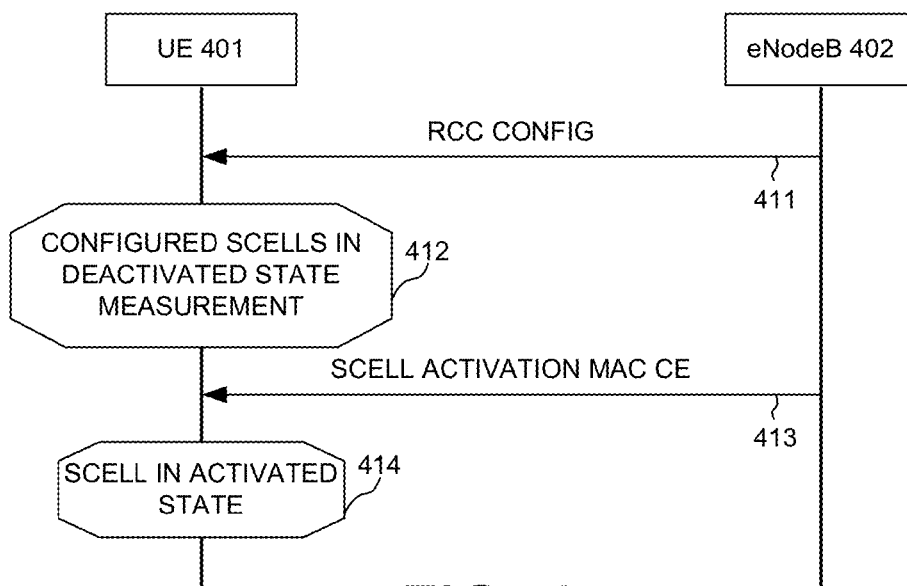 UE 401
eNodeB 402
RCC CONFIG
411
CONFIGURED SCELLS IN
DEACTIVATED STATE
MEASUREMENT
412
SCELL ACTIVATION MAC CE
413
SCELL IN ACTIVATED
STATE
414